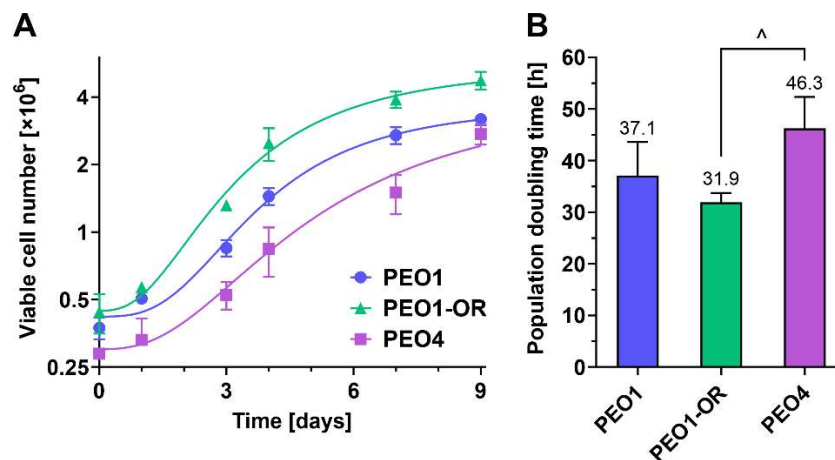 A
Viable cell number [×10⁶]
4
2
1
0.5
0.25
0
3
6
9
Time [days]
PEO1
PEO1-OR
PEO4
B
Population doubling time [h]
60
50
40
30
20
10
0
37.1
31.9
46.3
^
PEO1
PEO1-OR
PEO4